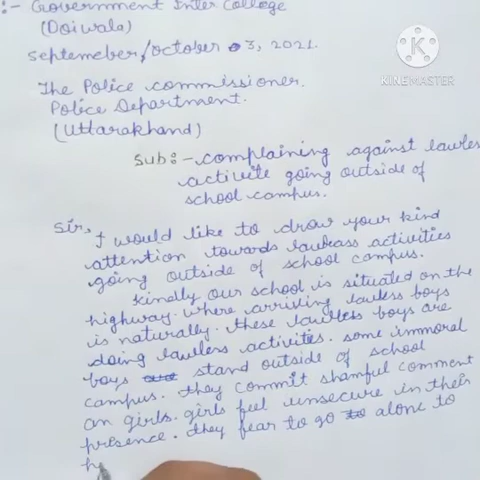 :- Government Inter College
(Doiwala)
septemeber/october 3, 2021.
The Police commissioner.
Police Department.
(Uttarakhand)
Sub:- complaining against lawles
activite going outside of
school campus.
Sir, I would like to draw your kind
attention towards lawless activities
going outside of school campus.
kindly our school is situated on the
highway. where arriving lawless boys
is naturally. these lawless boys are
doing lawless activities. some immoral
boys stand outside of school
campus. they commit shamful comment
on girls. girls feel unsecure in their
presence. they fear to go alone to
h
KINEMASTER